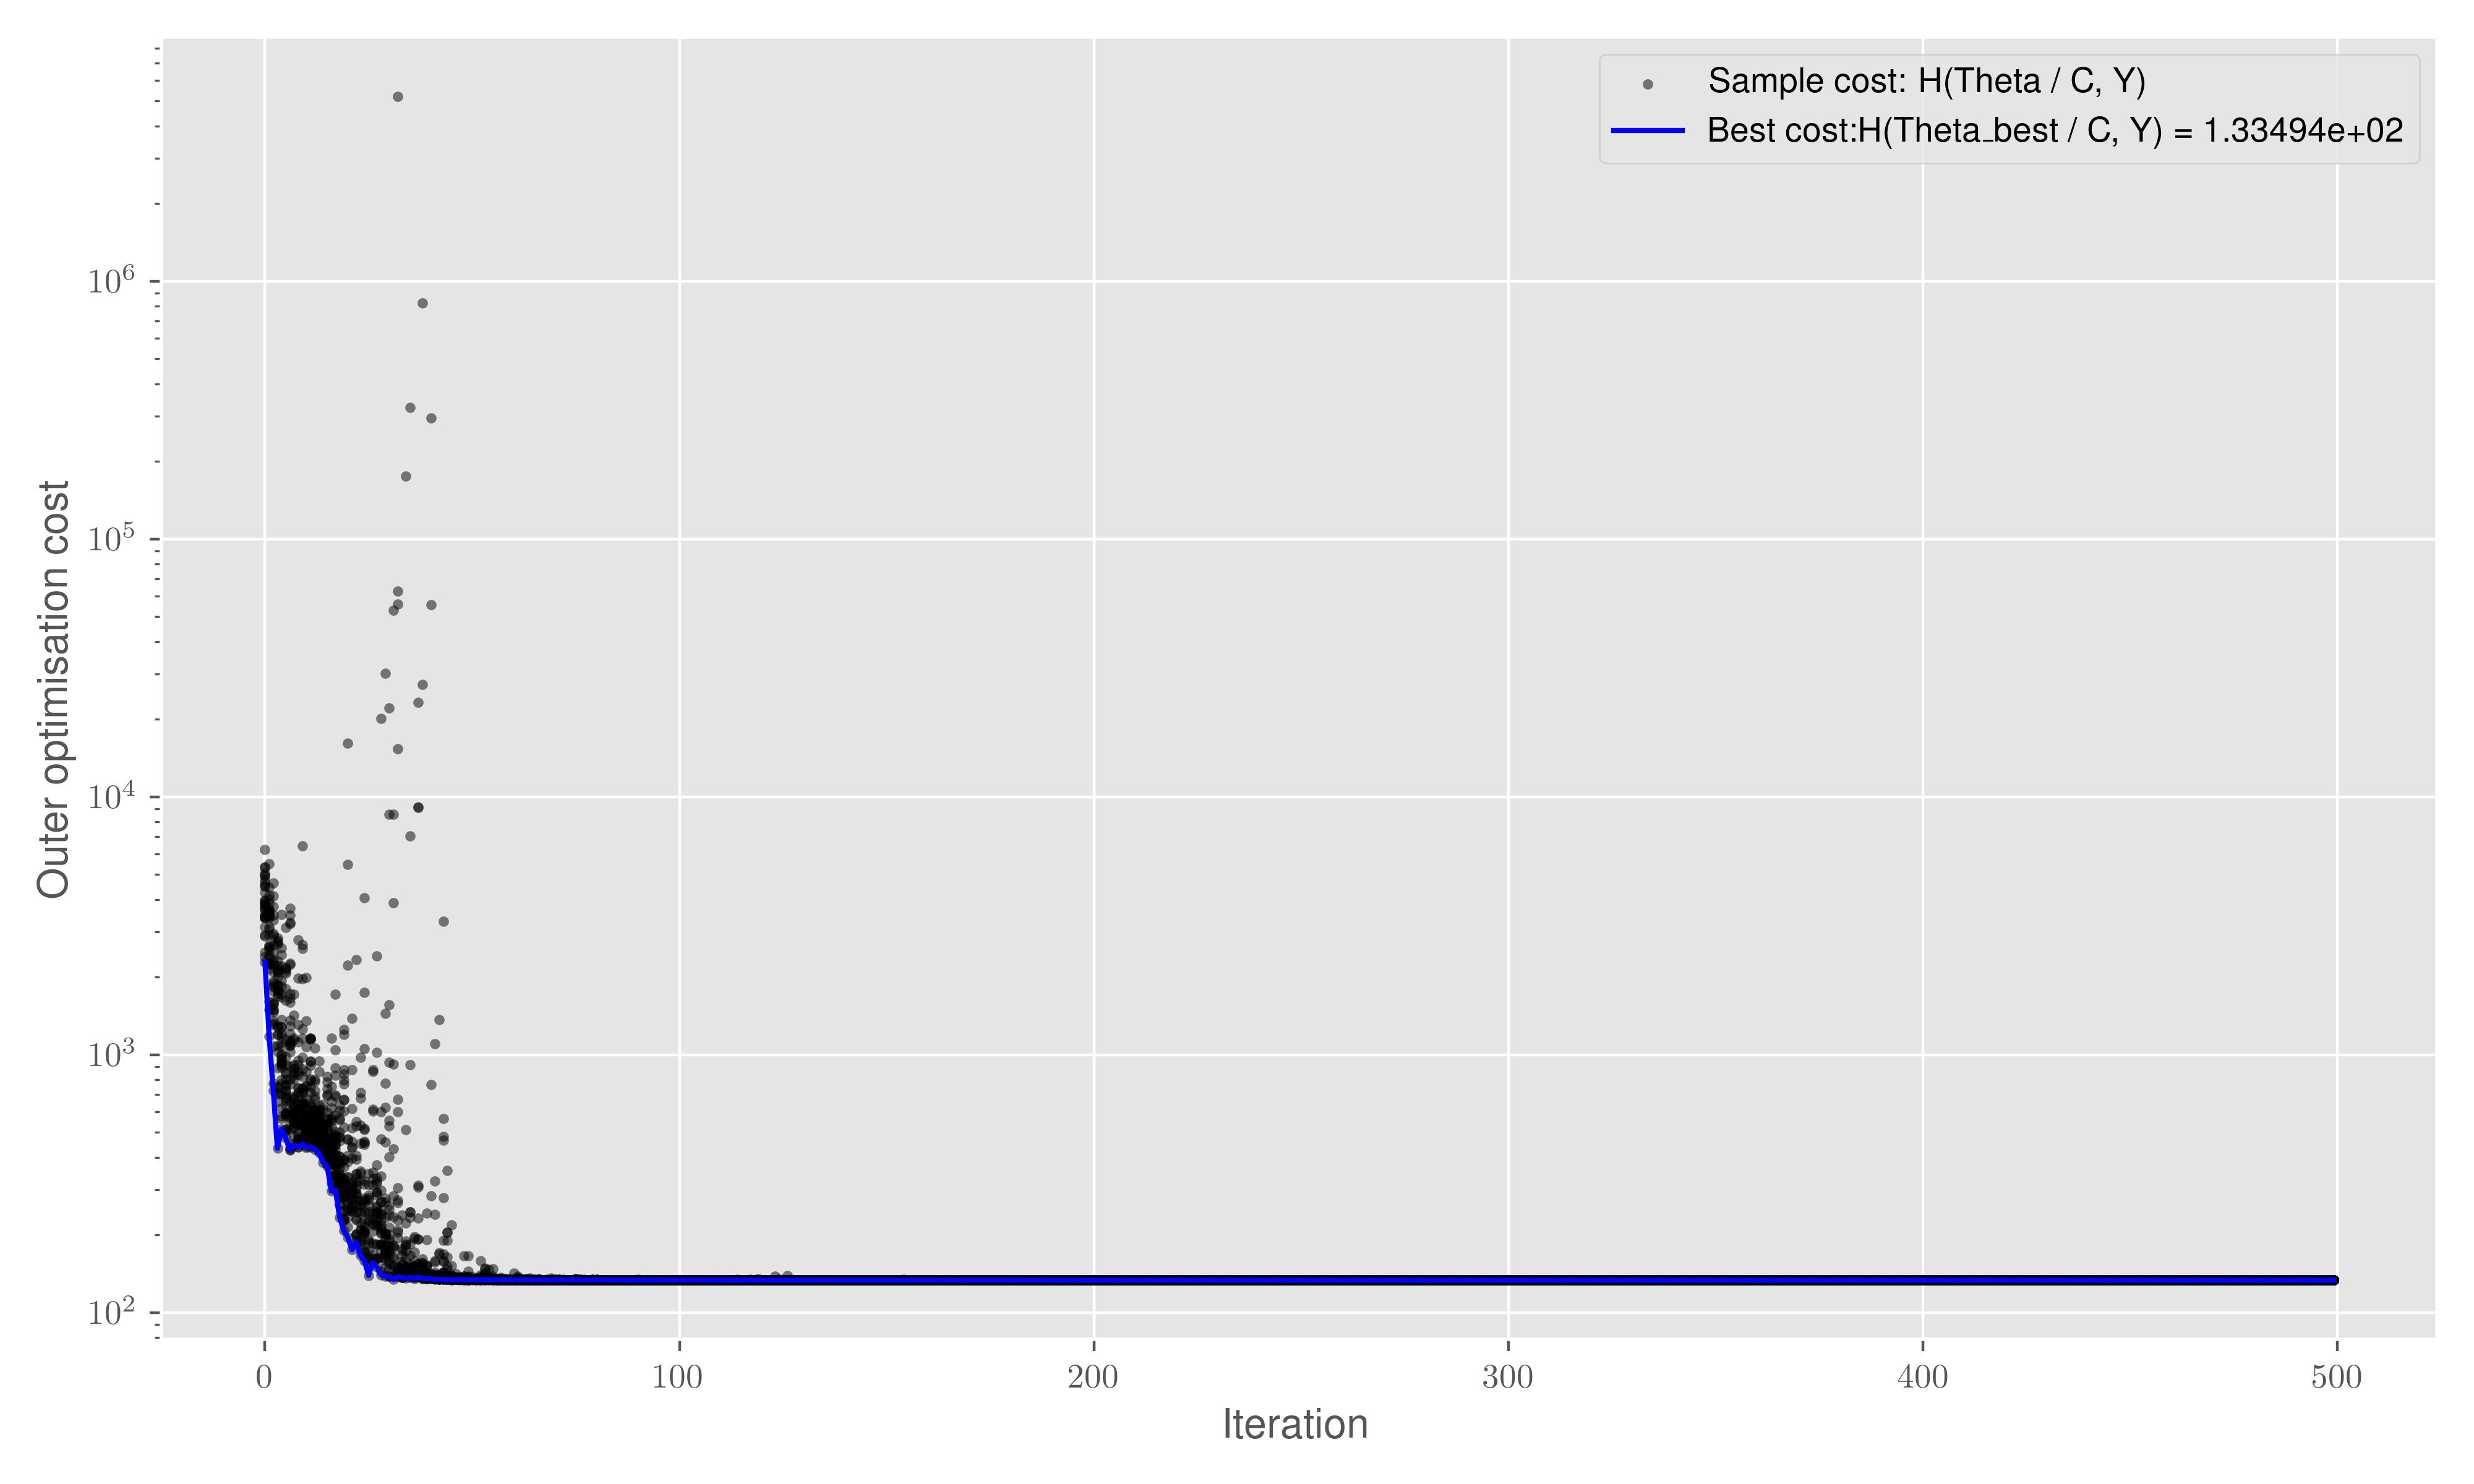 Sample cost: H(Theta / C, Y)
Best cost:H(Theta_best / C, Y) = 1.33494e+02
10^6
10^5
10^4
10^3
10^2
Outer optimisation cost
0 100 200 300 400 500
Iteration